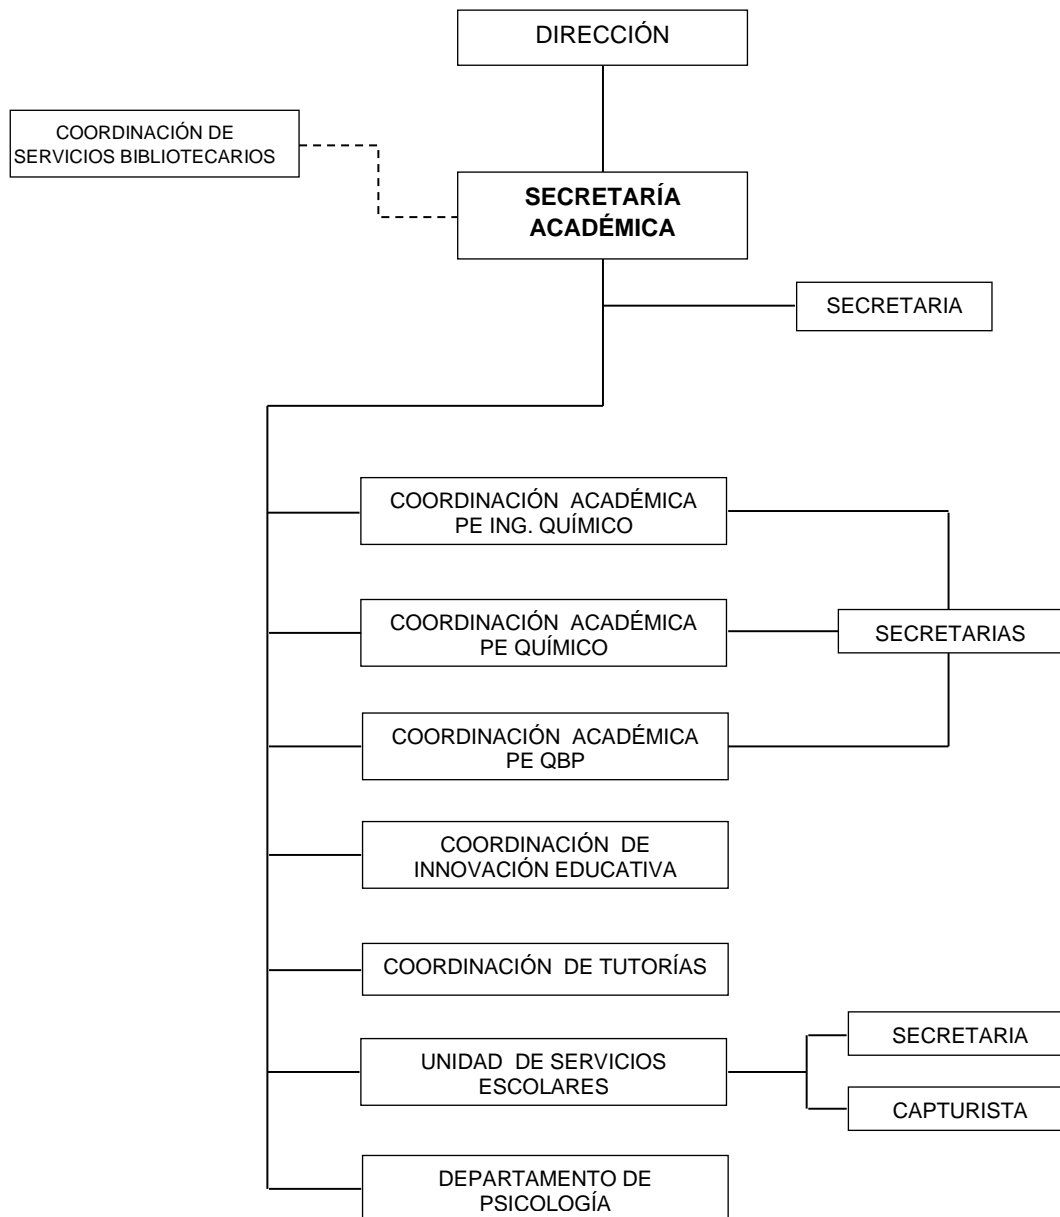 DIRECCIÓN
COORDINACIÓN DE
SERVICIOS BIBLIOTECARIOS
SECRETARÍA
ACADÉMICA
SECRETARIA
COORDINACIÓN ACADÉMICA
PE ING. QUÍMICO
COORDINACIÓN ACADÉMICA
PE QUÍMICO
SECRETARIAS
COORDINACIÓN ACADÉMICA
PE QBP
COORDINACIÓN DE
INNOVACIÓN EDUCATIVA
COORDINACIÓN DE TUTORÍAS
UNIDAD DE SERVICIOS
ESCOLARES
SECRETARIA
CAPTURISTA
DEPARTAMENTO DE
PSICOLOGÍA